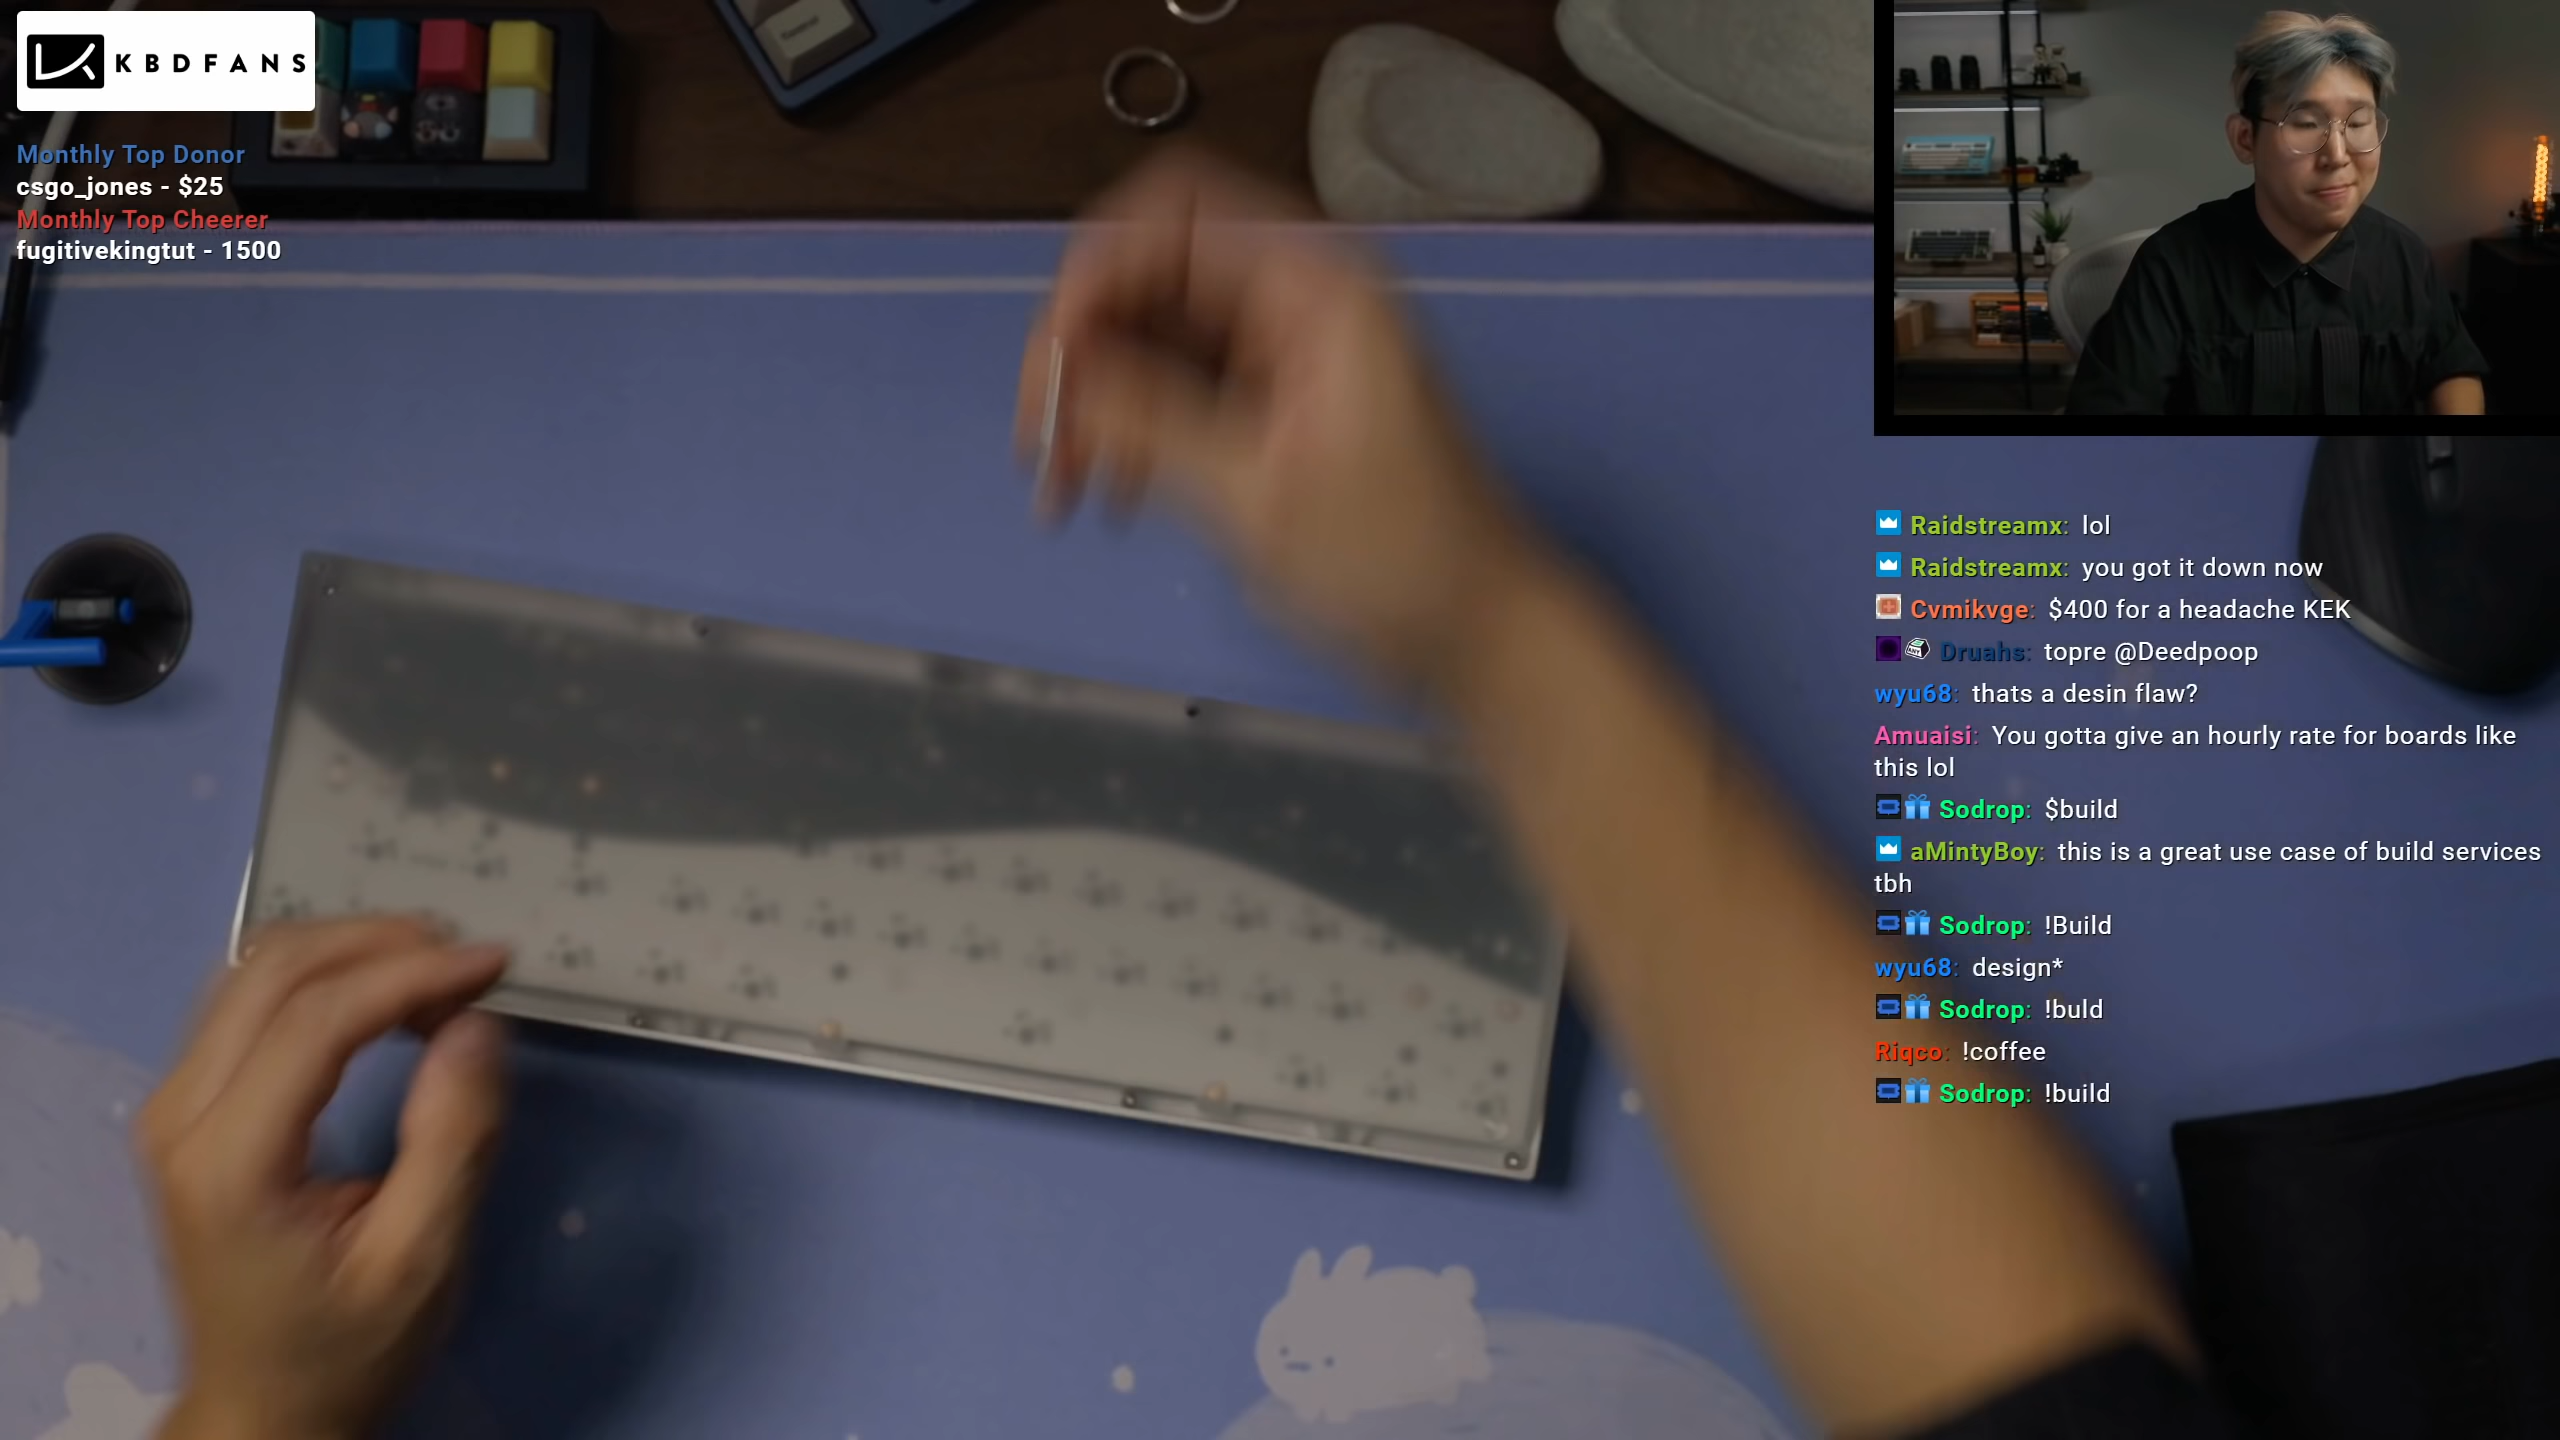 KBDFANS
Monthly Top Donor
csgo_jones - $25
Monthly Top Cheerer
fugitivekingtut - 1500
Raidstreamx: lol
Raidstreamx: you got it down now
Cvmikvge: $400 for a headache KEK
Druahs: topre @Deedpoop
wyu68: thats a desin flaw?
Amuaisi: You gotta give an hourly rate for boards like
this lol
Sodrop: $build
aMintyBoy: this is a great use case of build services
tbh
Sodrop: !Build
wyu68: design*
Sodrop: !buld
Riqco: !coffee
Sodrop: !build